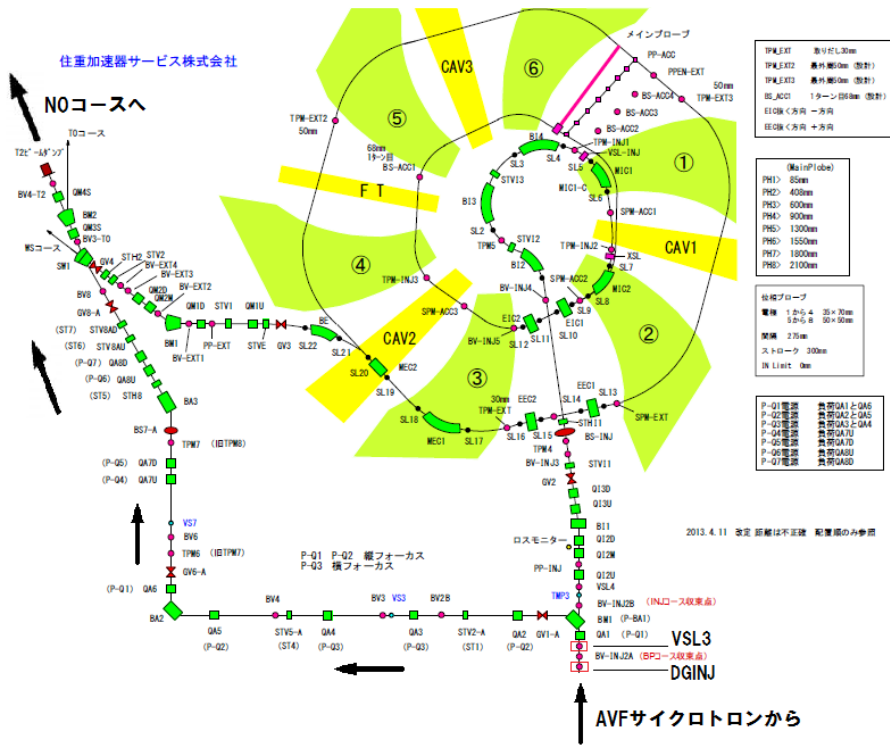 住重加速器サービス株式会社
NOコースへ
TOコース
T2ﾋﾞｰﾑﾀﾞﾝﾌﾟ
BV4-T2
QM4S
BM2
QM3S
BV3-TO
MSコース
SM1
GV4
STH2
STV2
BV-EXT4
BV-EXT3
QM2D
BV-EXT2
QM2M
BV8
GV8-A
(ST7) STV8AD
(ST6) STV8AU
(P-Q7) QA8D
(P-Q6) QA8U
(ST5) STH8
BA3
BM1
QM1D
STV1
QM1U
BV-EXT1
PP-EXT
STVE
GV3
BE
SL22
SL21
SL20
MEC2
SL19
SL18
MEC1
SL17
CAV3
⑥
⑤
①
④
③
②
F T
CAV1
CAV2
メインプローブ
PP-ACC
PPEN-EXT
50mm
TPM-EXT3
BS-ACC4
BS-ACC3
BS-ACC2
TPM-EXT2
50mm
68mm
1ターン目
BS-ACC1
BI4
TPM-INJ1
VSL-INJ
SL3
SL4
SL5
MIC1
STVI3
MIC1-C
SL6
BI3
SPM-ACC1
SL2
STVI2
TPM5
TPM-INJ2
XSL
BI2
SPM-ACC2
SL7
MIC2
BV-INJ4
SL8
SL9
TPM-INJ3
SPM-ACC3
EIC2
EIC1
BV-INJ5
SL12
SL11
SL10
30mm
TPM-EXT
EEC2
EEC1
SL13
SL14
SL16
SL15
STHI1
SPM-EXT
BS-INJ
TPM4
BV-INJ3
STVI1
GV2
QI3D
QI3U
BI1
ロスモニター
QI2D
QI2M
PP-INJ
QI2U
VSL4
TMP3
BV-INJ2B
(INJコース収束点)
BM1
(P-BA1)
QA1
(P-Q1)
VSL3
BV-INJ2A
(BPコース収束点)
DGINJ
AVFサイクロトロンから
BS7-A
TPM7
(旧TPM8)
(P-Q5) QA7D
(P-Q4) QA7U
VS7
BV6
TPM6
(旧TPM7)
GV6-A
(P-Q1) QA6
BA2
P-Q1 P-Q2 縦フォーカス
P-Q3 横フォーカス
QA5
(P-Q2)
BV4
STV5-A
(ST4)
QA4
(P-Q3)
BV3
VS3
QA3
(P-Q3)
BV2B
STV2-A
(ST1)
QA2
(P-Q2)
GV1-A
TPM_EXT 取りだし30mm
TPM_EXT2 最外周50mm (設計)
TPM_EXT3 最外周50mm (設計)
BS_ACC1 1ターン目68mm (設計)
EIC抜く方向 －方向
EEC抜く方向 ＋方向
(MainPlobe)
PH1> 85mm
PH2> 408mm
PH3> 600mm
PH4> 900mm
PH5> 1300mm
PH6> 1550mm
PH7> 1800mm
PH8> 2100mm
位相プローブ
電極 1から4 35×70mm
5から8 50×50mm
間隔 275mm
ストローク 300mm
IN Limit 0mm
P-Q1電源 負荷QA1とQA6
P-Q2電源 負荷QA2とQA5
P-Q3電源 負荷QA3とQA4
P-Q4電源 負荷QA7U
P-Q5電源 負荷QA7D
P-Q6電源 負荷QA8U
P-Q7電源 負荷QA8D
2013.4.11 改定 距離は不正確 配置順のみ参照